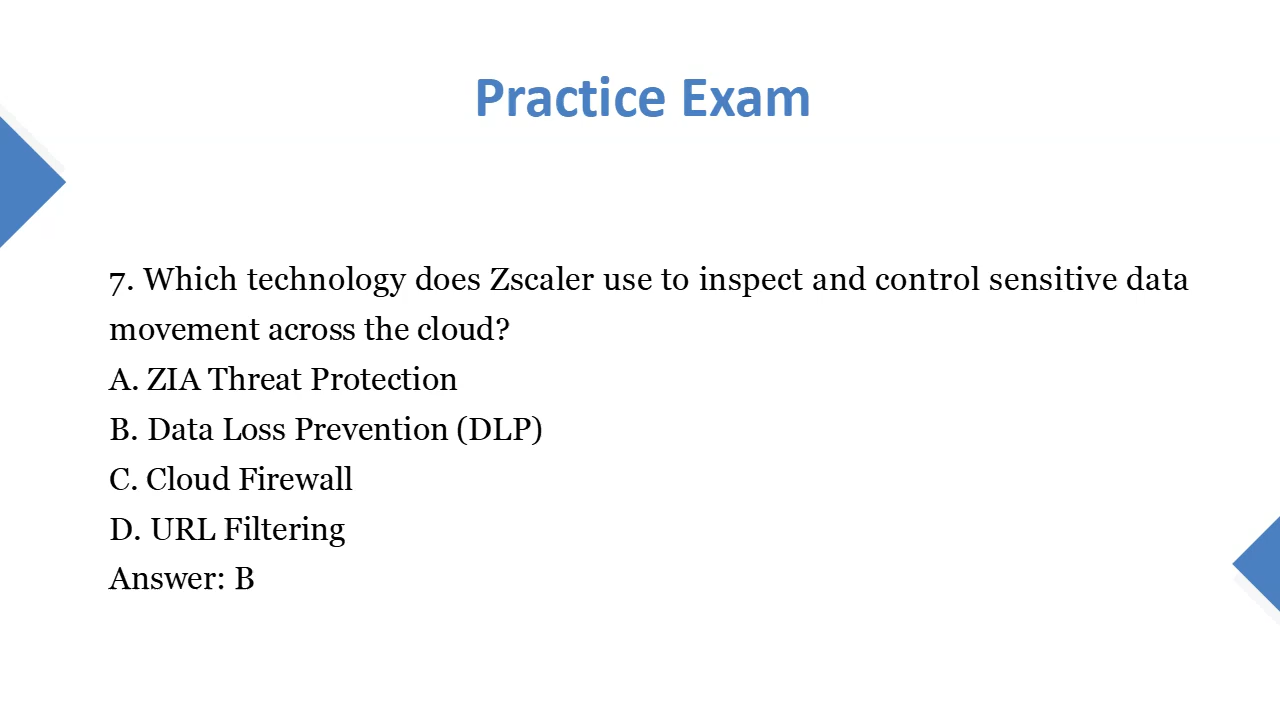 Practice Exam
7. Which technology does Zscaler use to inspect and control sensitive data
movement across the cloud?
A. ZIA Threat Protection
B. Data Loss Prevention (DLP)
C. Cloud Firewall
D. URL Filtering
Answer: B